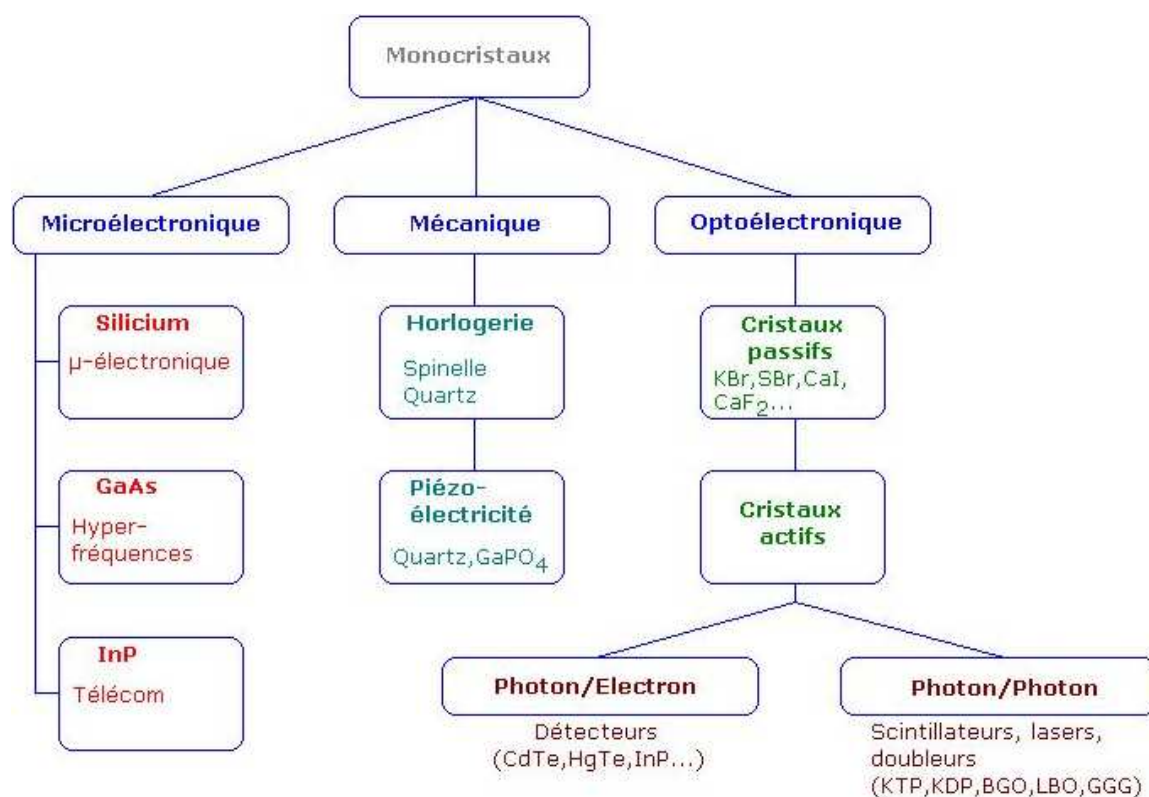 Monocristaux
Microélectronique
Mécanique
Optoélectronique
Silicium
µ-électronique
GaAs
Hyper-
fréquences
InP
Télécom
Horlogerie
Spinelle
Quartz
Piézo-
électricité
Quartz,GaPO4
Cristaux
passifs
KBr,SBr,CaI,
CaF2...
Cristaux
actifs
Photon/Electron
Détecteurs
(CdTe,HgTe,InP...)
Photon/Photon
Scintillateurs, lasers,
doubleurs
(KTP,KDP,BGO,LBO,GGG)